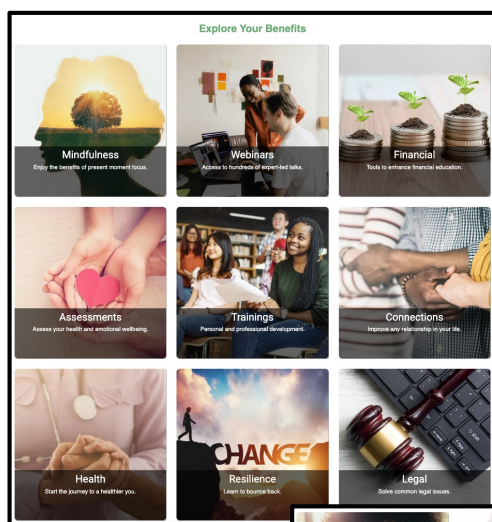 Explore Your Benefits
Mindfulness
Enjoy the benefits of present moment focus.
Webinars
Access to hundreds of expert-led talks.
Financial
Tools to enhance financial education.
Assessments
Assess your health and emotional wellbeing.
Trainings
Personal and professional development.
Connections
Improve any relationship in your life.
Health
Start the journey to a healthier you.
CHANGE
Resilience
Learn to bounce back.
Legal
Solve common legal issues.